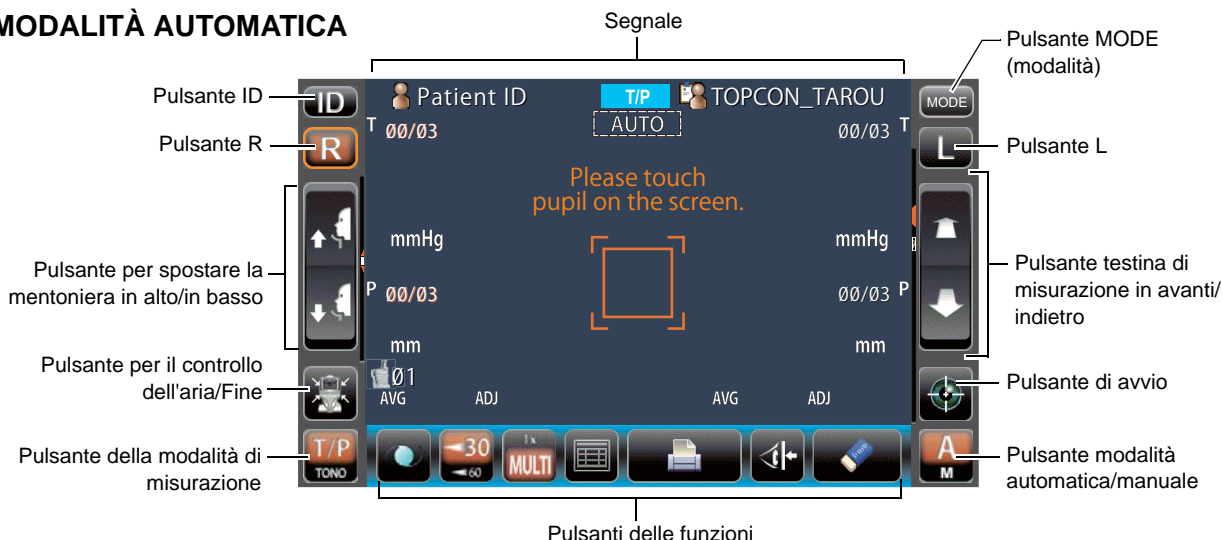 MODALITÀ AUTOMATICA
Segnale
Pulsante MODE
(modalità)
Pulsante ID
Pulsante R
Pulsante L
Pulsante per spostare la
mentoniera in alto/in basso
Pulsante testina di
misurazione in avanti/
indietro
Pulsante per il controllo
dell'aria/Fine
Pulsante di avvio
Pulsante della modalità di
misurazione
Pulsante modalità
automatica/manuale
Pulsanti delle funzioni
ID
Patient ID
T/P
TOPCON_TAROU
MODE
R
T 00/03
AUTO
00/03 T
L
Please touch
pupil on the screen.
mmHg
mmHg
P 00/03
00/03 P
mm
mm
01
AVG
ADJ
AVG
ADJ
T/P
TONO
30
60
1x
MULTI
A
M